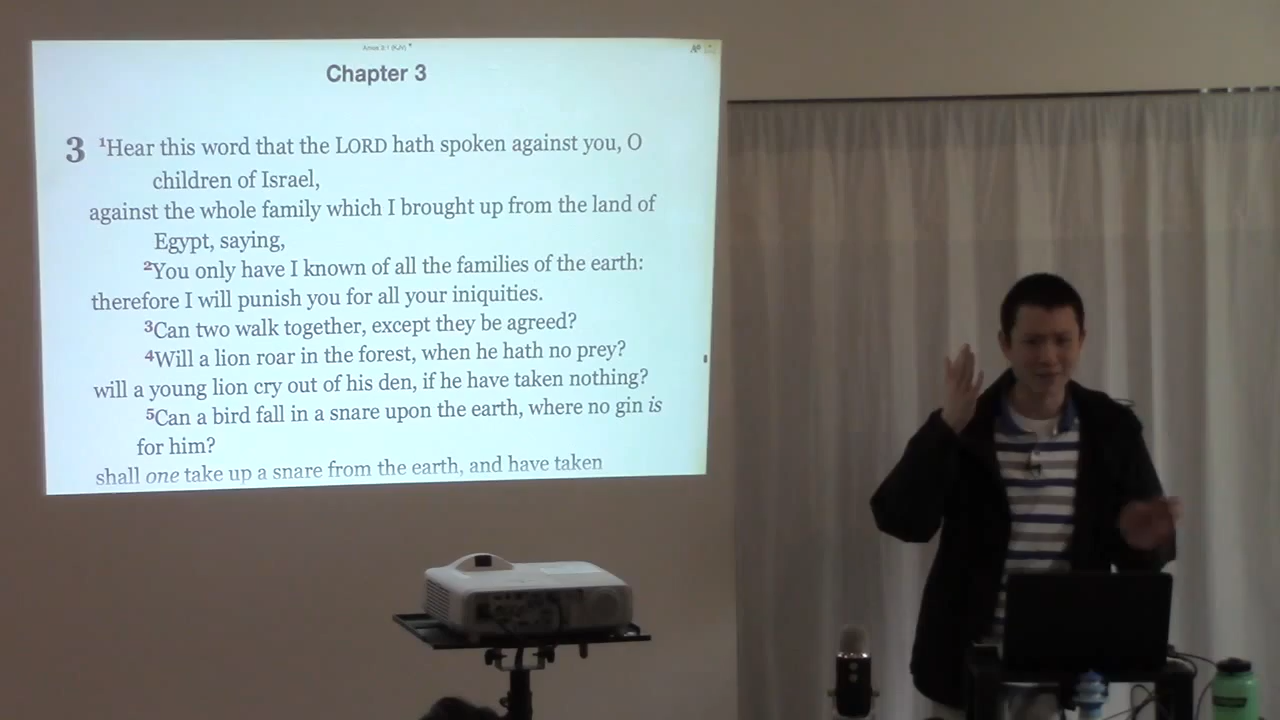 Amos 3:1 (KJV)
Chapter 3
3 ¹Hear this word that the LORD hath spoken against you, O
children of Israel,
against the whole family which I brought up from the land of
Egypt, saying,
²You only have I known of all the families of the earth:
therefore I will punish you for all your iniquities.
³Can two walk together, except they be agreed?
⁴Will a lion roar in the forest, when he hath no prey?
will a young lion cry out of his den, if he have taken nothing?
⁵Can a bird fall in a snare upon the earth, where no gin is
for him?
shall one take up a snare from the earth, and have taken